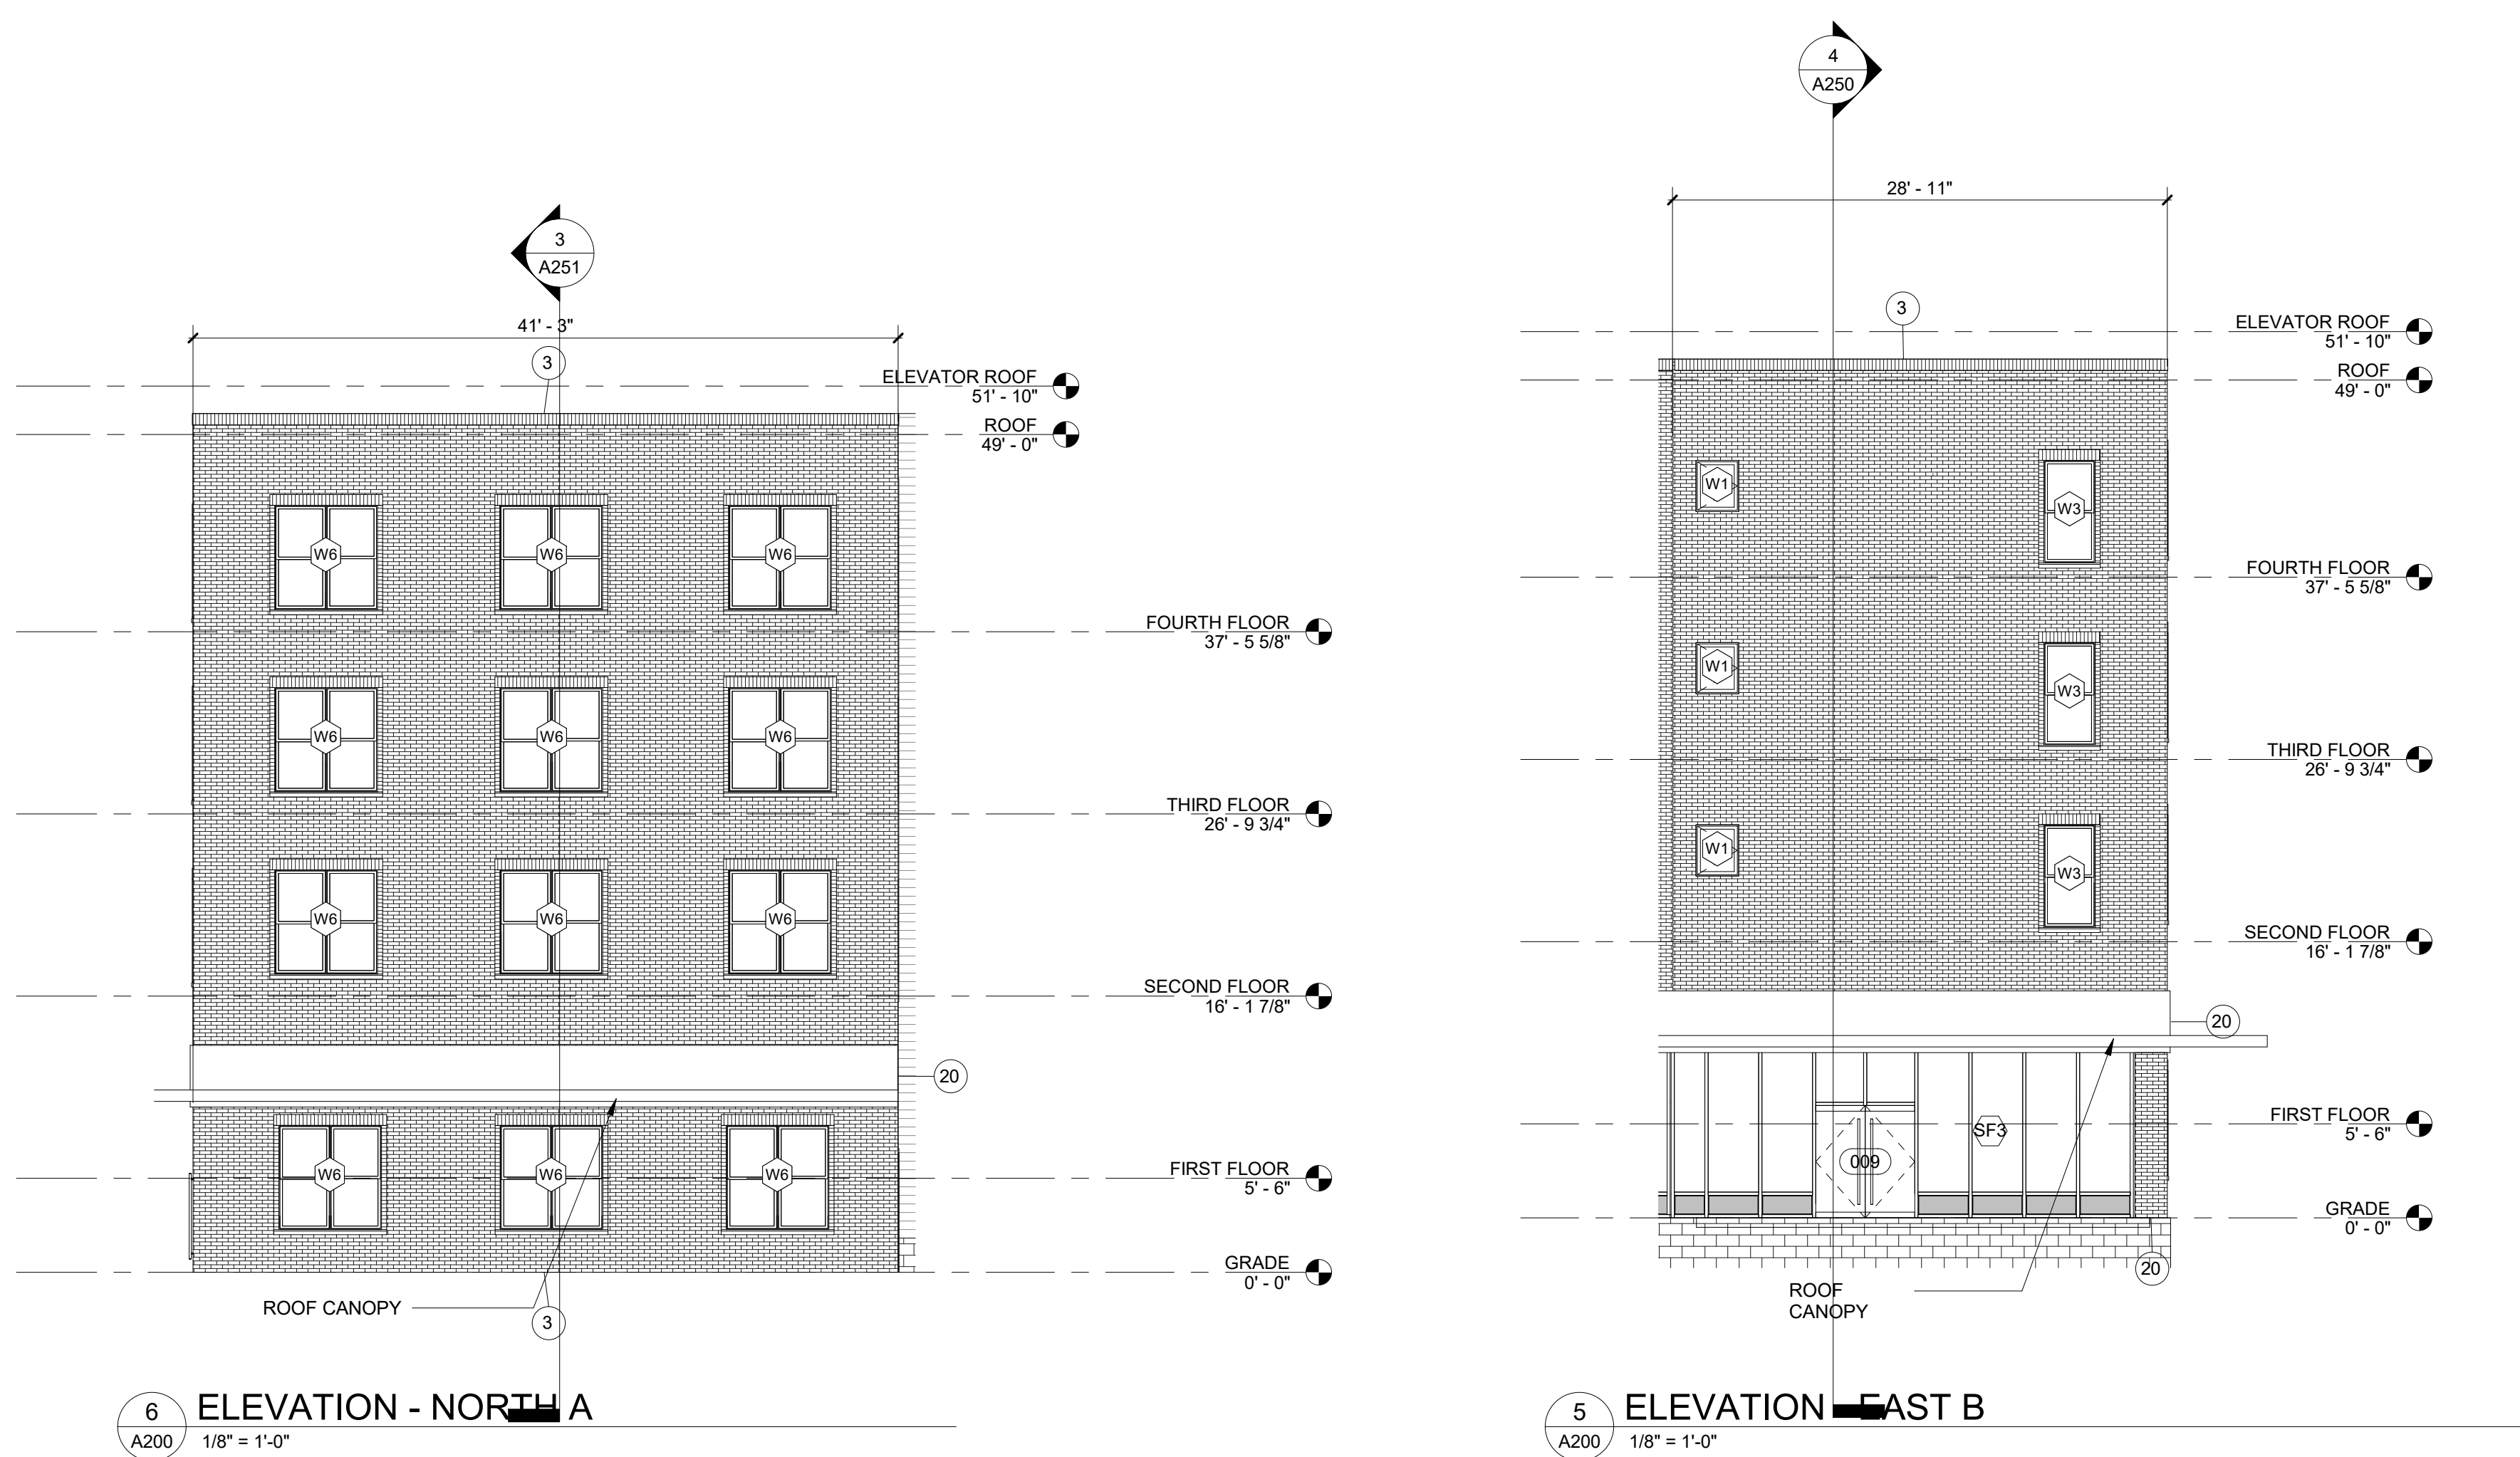 3
A251
41' - 3"
3
ELEVATOR ROOF
51' - 10"
ROOF
49' - 0"
W6 W6 W6
FOURTH FLOOR
37' - 5 5/8"
W6 W6 W6
THIRD FLOOR
26' - 9 3/4"
W6 W6 W6
SECOND FLOOR
16' - 1 7/8"
20
W6 W6 W6
FIRST FLOOR
5' - 6"
GRADE
0' - 0"
ROOF CANOPY
3
6
A200
ELEVATION - NORTH A
1/8" = 1'-0"
4
A250
28' - 11"
3
ELEVATOR ROOF
51' - 10"
ROOF
49' - 0"
W1 W3
FOURTH FLOOR
37' - 5 5/8"
W1 W3
THIRD FLOOR
26' - 9 3/4"
W1 W3
SECOND FLOOR
16' - 1 7/8"
20
SF3
FIRST FLOOR
5' - 6"
009
GRADE
0' - 0"
20
ROOF
CANOPY
5
A200
ELEVATION - EAST B
1/8" = 1'-0"